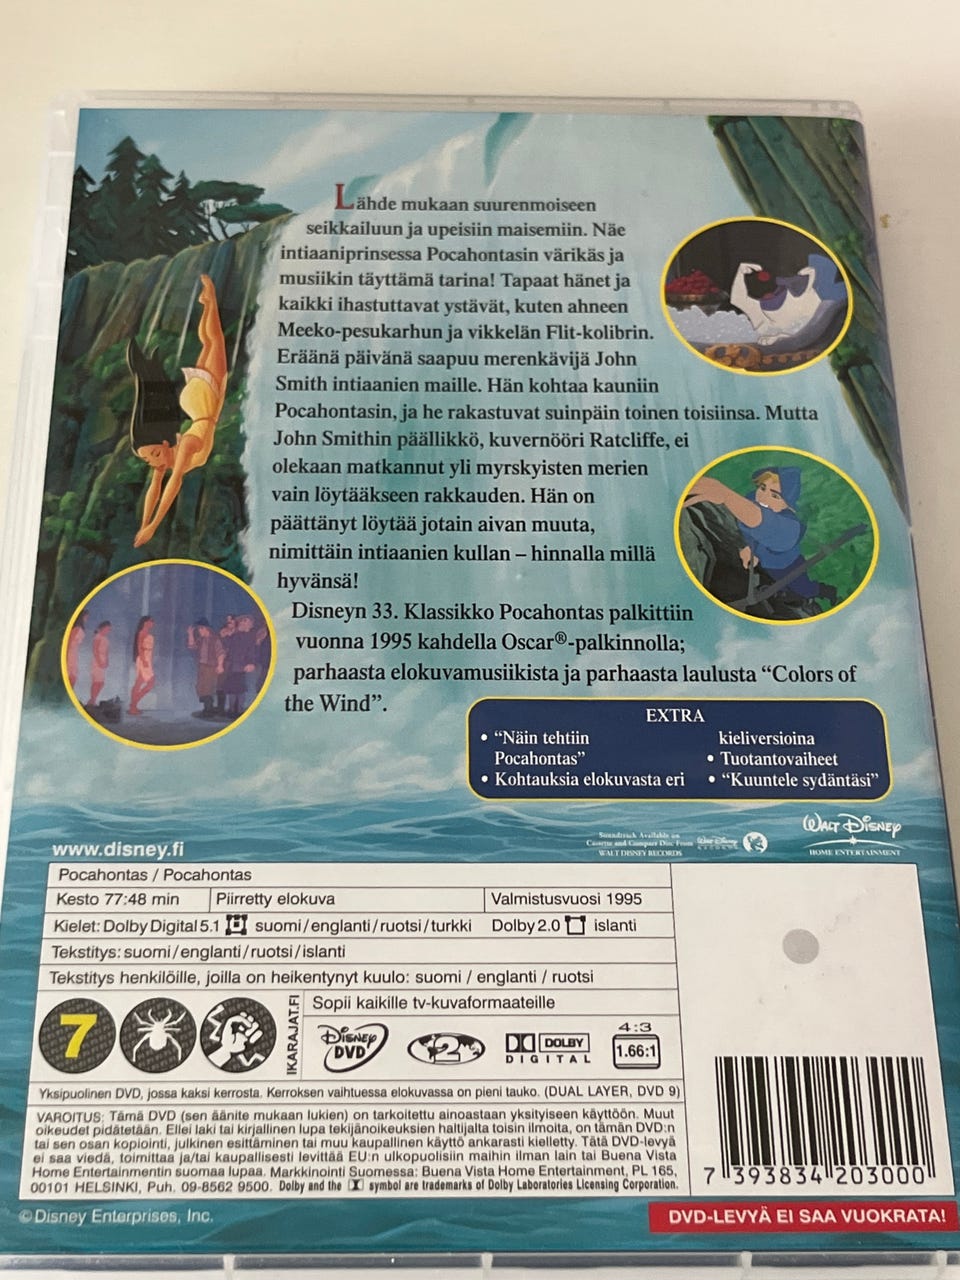 Lähde mukaan suurenmoiseen
seikkailuun ja upeisiin maisemiin. Näe
intiaaniprinsessa Pocahontasin värikäs ja
musiikin täyttämä tarina! Tapaat hänet ja
kaikki ihastuttavat ystävät, kuten ahneen
Meeko-pesukarhun ja vikkelän Flit-kolibrin.
Eräänä päivänä saapuu merenkävijä John
Smith intiaanien maille. Hän kohtaa kauniin
Pocahontasin, ja he rakastuvat suinpäin toinen toisiinsa. Mutta
John Smithin päällikkö, kuvernööri Ratcliffe, ei
olekaan matkannut yli myrskyisten merien
vain löytääkseen rakkauden. Hän on
päättänyt löytää jotain aivan muuta,
nimittäin intiaanien kullan – hinnalla millä
hyvänsä!
Disneyn 33. Klassikko Pocahontas palkittiin
vuonna 1995 kahdella Oscar®-palkinnolla;
parhaasta elokuvamusiikista ja parhaasta laulusta “Colors of
the Wind”.
EXTRA
• “Näin tehtiin
Pocahontas”
• Kohtauksia elokuvasta eri
kieliversioina
• Tuotantovaiheet
• “Kuuntele sydäntäsi”
www.disney.fi
Soundtrack Available on
Cassette and Compact Disc From
WALT DISNEY RECORDS
Walt Disney
RECORDS
WALT DISNEY
HOME ENTERTAINMENT
Pocahontas / Pocahontas
Kesto 77:48 min
Piirretty elokuva
Valmistusvuosi 1995
Kielet: Dolby Digital 5.1 suomi/englanti/ruotsi/turkki Dolby 2.0 islanti
Tekstitys: suomi/englanti/ruotsi/islanti
Tekstitys henkilöille, joilla on heikentynyt kuulo: suomi / englanti / ruotsi
7
IKARAJAT.FI
Sopii kaikille tv-kuvaformaateille
DISNEY
DVD
2
DOLBY
DIGITAL
4:3
1.66:1
Yksipuolinen DVD, jossa kaksi kerrosta. Kerroksen vaihtuessa elokuvassa on pieni tauko. (DUAL LAYER, DVD 9)
VAROITUS: Tämä DVD (sen äänite mukaan lukien) on tarkoitettu ainoastaan yksityiseen käyttöön. Muut
oikeudet pidätetään. Ellei laki tai kirjallinen lupa tekijänoikeuksien haltijalta toisin ilmoita, on tämän DVD:n
tai sen osan kopiointi, julkinen esittäminen tai muu kaupallinen käyttö ankarasti kielletty. Tätä DVD-levyä
ei saa viedä, toimittaa ja/tai kaupallisesti levittää EU:n ulkopuolisiin maihin ilman lain tai Buena Vista
Home Entertainmentin suomaa lupaa. Markkinointi Suomessa: Buena Vista Home Entertainment, PL 165,
00101 HELSINKI, Puh. 09-8562 9500. Dolby and the symbol are trademarks of Dolby Laboratories Licensing Corporation.
7 393834 203000
©Disney Enterprises, Inc.
DVD-LEVYÄ EI SAA VUOKRATA!